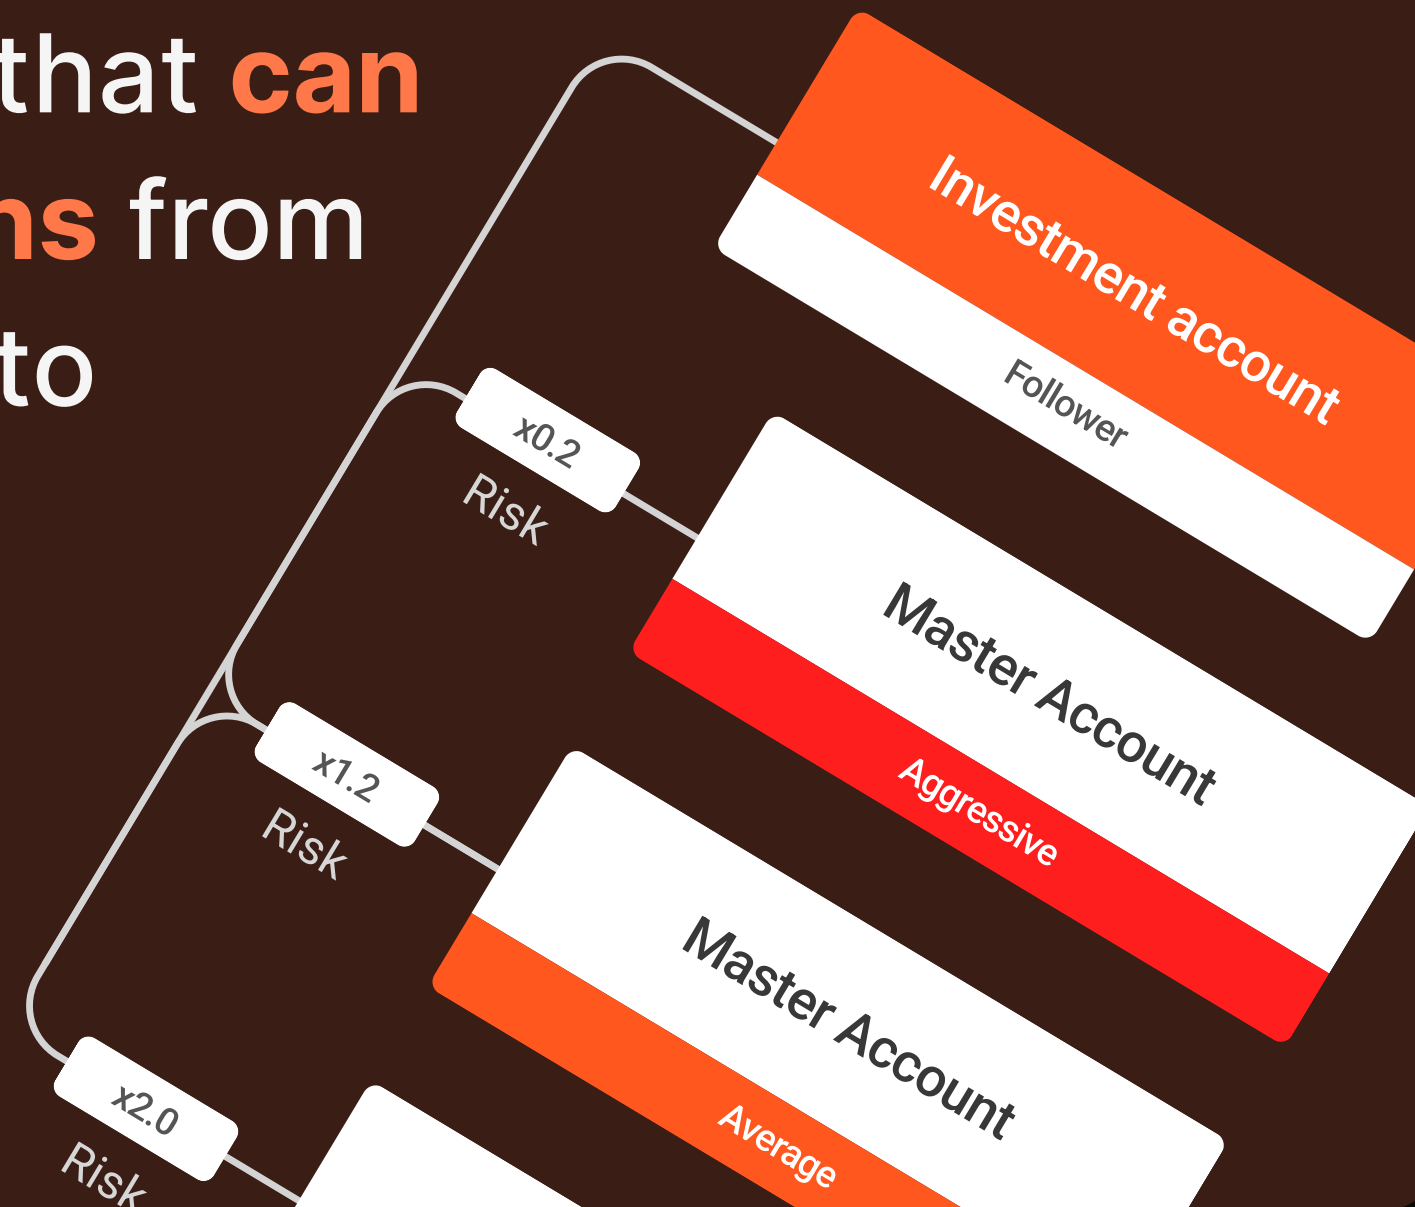 that can
ns from
to
Investment account
Follower
x0.2
Risk
Master Account
Aggressive
x1.2
Risk
Master Account
Average
x2.0
Risk